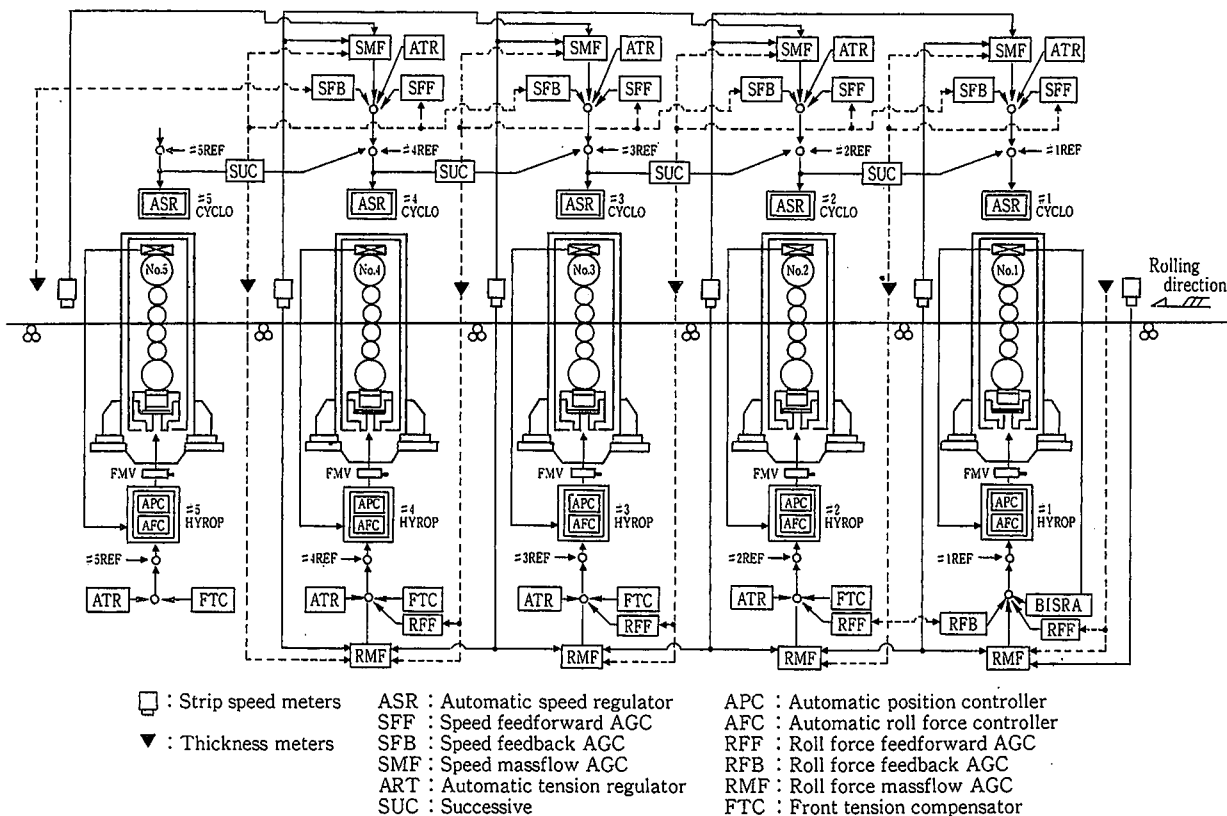 SMF ATR SMF ATR SMF ATR SMF ATR
SFB SFF SFB SFF SFB SFF SFB SFF
#5REF #4REF #3REF #2REF #1REF
SUC SUC SUC SUC
ASR #5 CYCLO ASR #4 CYCLO ASR #3 CYCLO ASR #2 CYCLO ASR #1 CYCLO
No.5 No.4 No.3 No.2 No.1
Rolling
direction
FMV FMV FMV FMV FMV
APC APC APC APC APC
AFC AFC AFC AFC AFC
#5 HYROP #4 HYROP #3 HYROP #2 HYROP #1 HYROP
#5REF #4REF #3REF #2REF #1REF
ATR FTC ATR FTC ATR FTC ATR FTC BISRA
RFF RFF RFF RFB RFF
RMF RMF RMF RMF
: Strip speed meters
: Thickness meters
ASR : Automatic speed regulator
SFF : Speed feedforward AGC
SFB : Speed feedback AGC
SMF : Speed massflow AGC
ART : Automatic tension regulator
SUC : Successive
APC : Automatic position controller
AFC : Automatic roll force controller
RFF : Roll force feedforward AGC
RFB : Roll force feedback AGC
RMF : Roll force massflow AGC
FTC : Front tension compensator